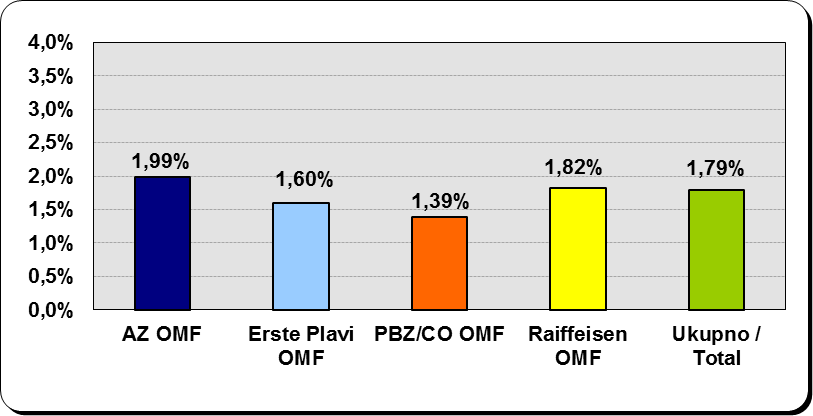 4,0%
3,5%
3,0%
2,5%
2,0%
1,5%
1,0%
0,5%
0,0%
1,99%
1,60%
1,39%
1,82%
1,79%
AZ OMF
Erste Plavi
OMF
PBZ/CO OMF
Raiffeisen
OMF
Ukupno /
Total